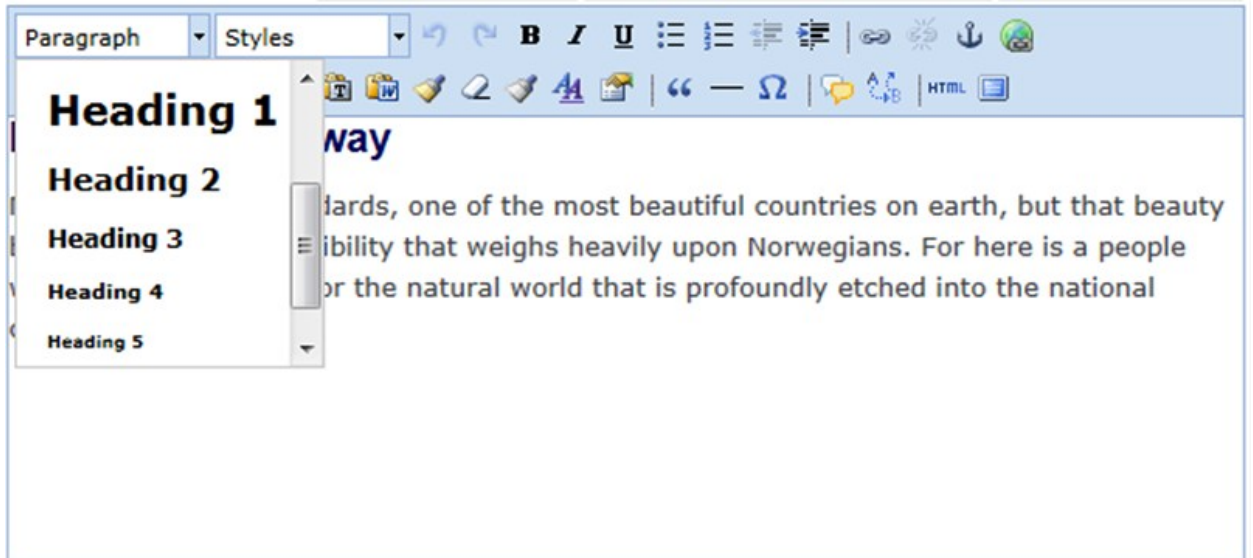 Paragraph Styles B I U
T W A A “ — Ω A B HTML
Heading 1
way
Heading 2
dards, one of the most beautiful countries on earth, but that beauty
Heading 3
ibility that weighs heavily upon Norwegians. For here is a people
Heading 4
or the natural world that is profoundly etched into the national
Heading 5